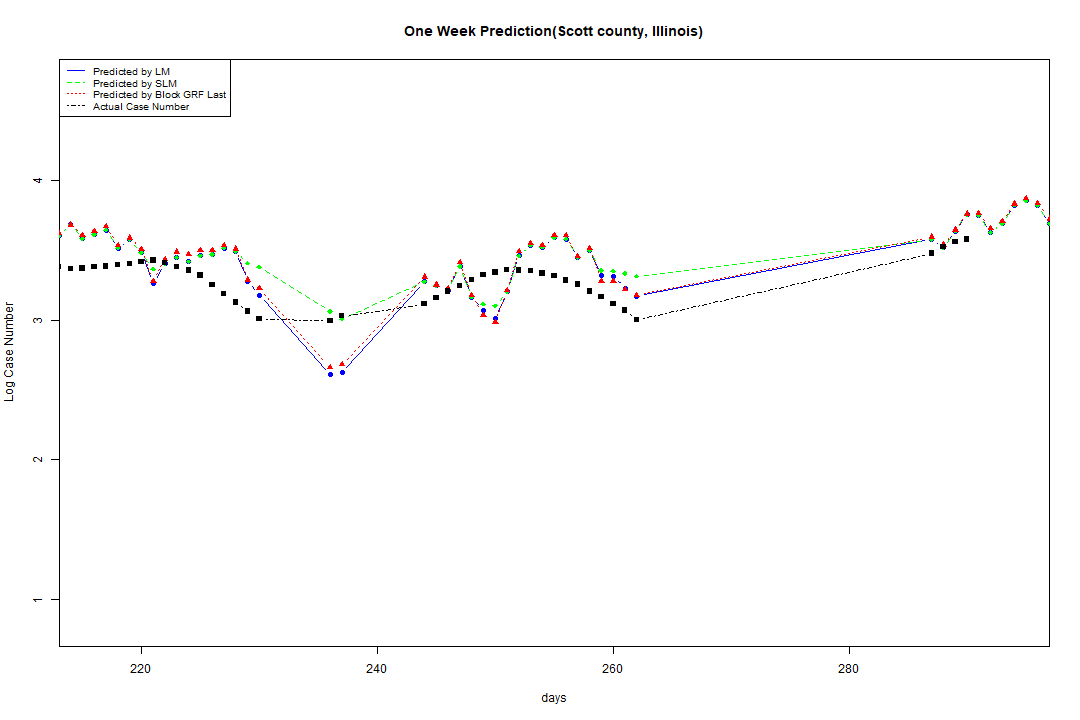 One Week Prediction(Scott county, Illinois)
Predicted by LM
Predicted by SLM
Predicted by Block GRF Last
Actual Case Number
4
3
2
1
Log Case Number
220 240 260 280
days